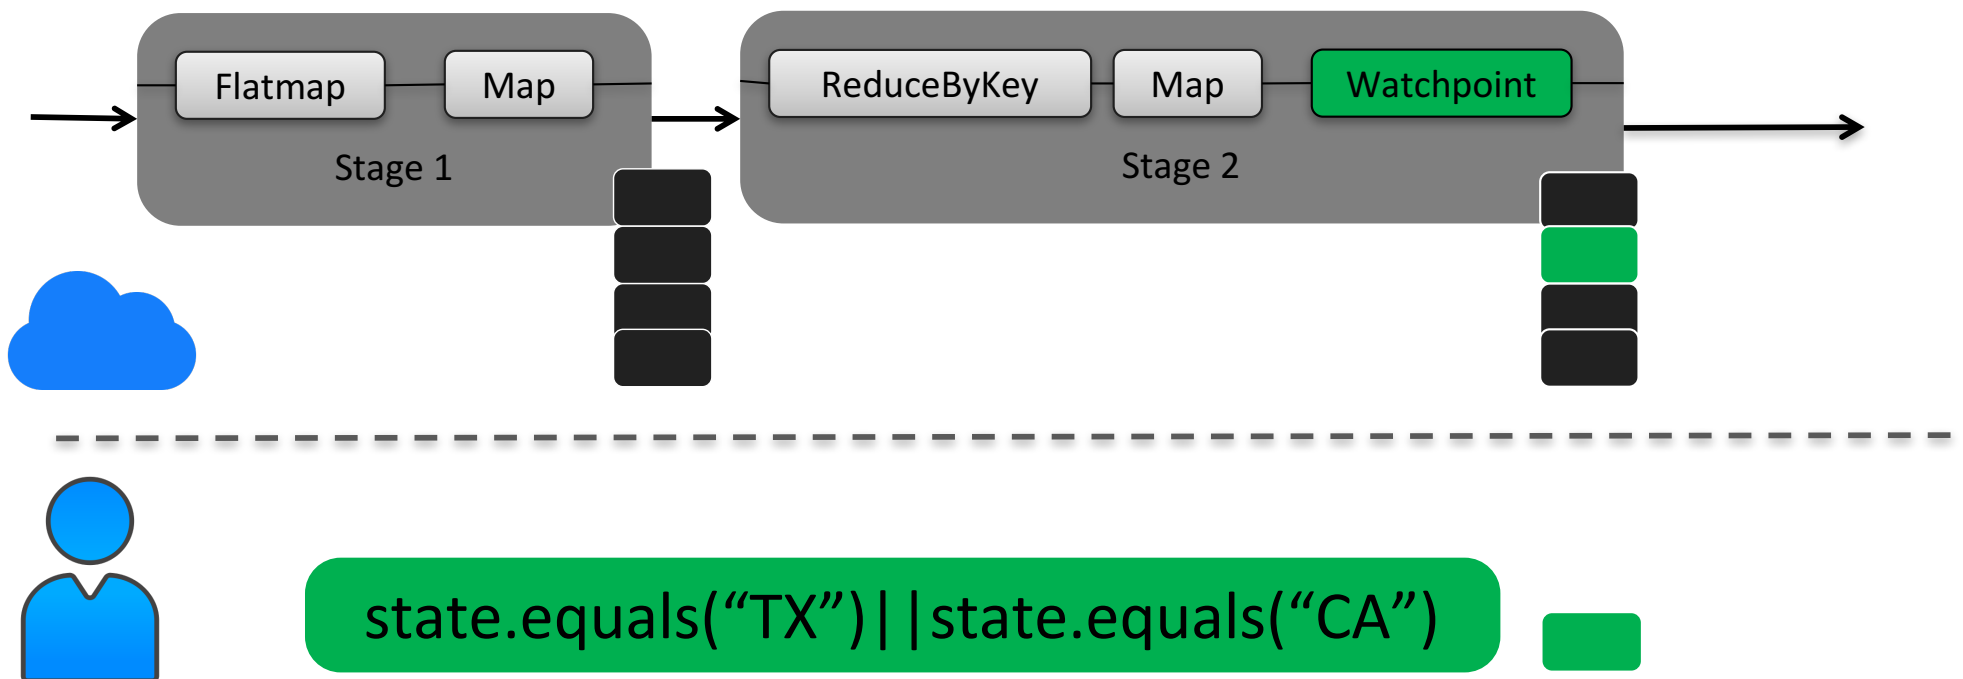 Flatmap
Map
ReduceByKey
Map
Watchpoint
Stage 1
Stage 2
state.equals(“TX”)||state.equals(“CA”)